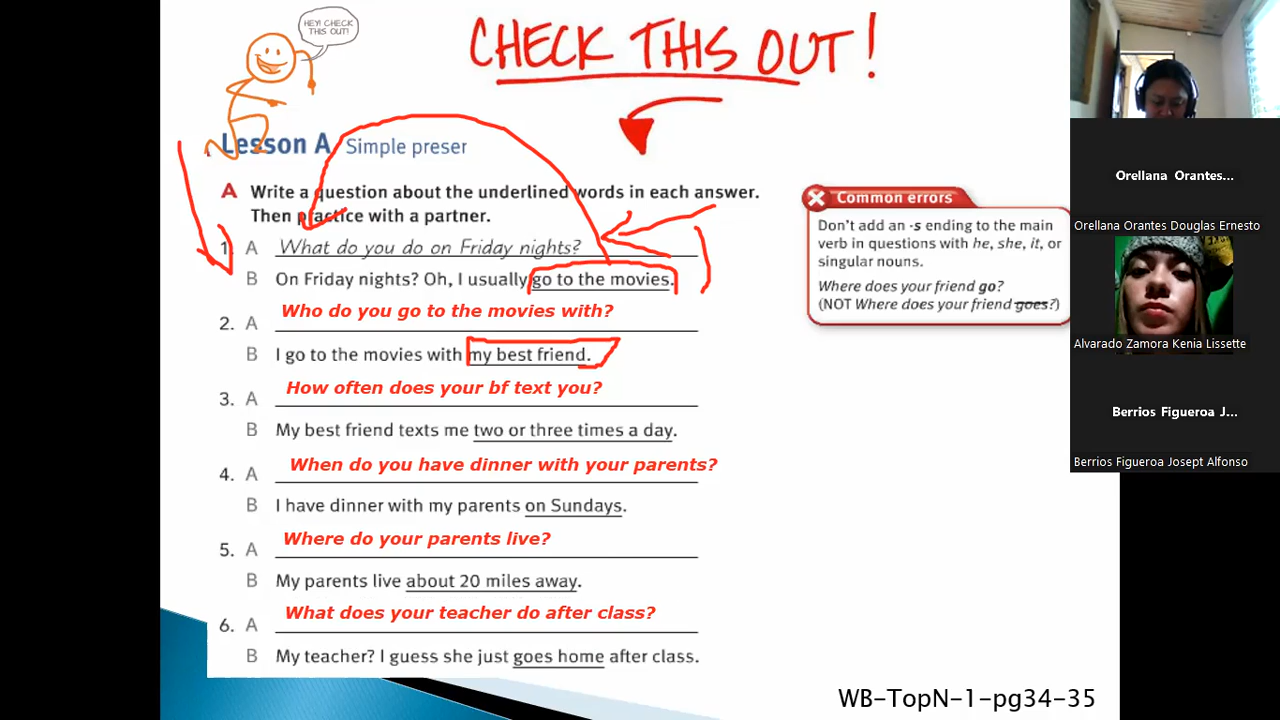 HEY! CHECK
THIS OUT!
CHECK THIS OUT!
Lesson A Simple preser
A Write a question about the underlined words in each answer.
Then practice with a partner.
1. A What do you do on Friday nights?
B On Friday nights? Oh, I usually go to the movies.
2. A Who do you go to the movies with?
B I go to the movies with my best friend.
3. A How often does your bf text you?
B My best friend texts me two or three times a day.
4. A When do you have dinner with your parents?
B I have dinner with my parents on Sundays.
5. A Where do your parents live?
B My parents live about 20 miles away.
6. A What does your teacher do after class?
B My teacher? I guess she just goes home after class.
Common errors
Don't add an -s ending to the main
verb in questions with he, she, it, or
singular nouns.
Where does your friend go?
(NOT Where does your friend goes?)
WB-TopN-1-pg34-35
Orellana Orantes...
Orellana Orantes Douglas Ernesto
Alvarado Zamora Kenia Lissette
Berrios Figueroa J...
Berrios Figueroa Josept Alfonso